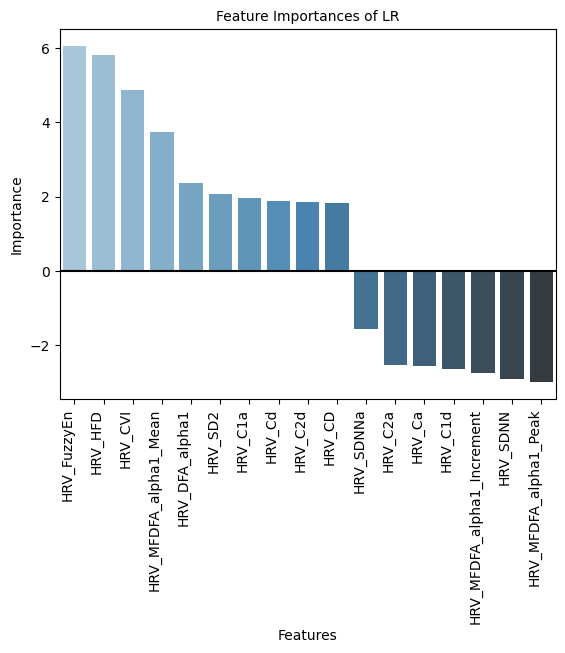 Feature Importances of LR
Importance
6
4
2
0
−2
HRV_FuzzyEn
HRV_HFD
HRV_CVI
HRV_MFDFA_alpha1_Mean
HRV_DFA_alpha1
HRV_SD2
HRV_C1a
HRV_Cd
HRV_C2d
HRV_CD
HRV_SDNNa
HRV_C2a
HRV_Ca
HRV_C1d
HRV_MFDFA_alpha1_Increment
HRV_SDNN
HRV_MFDFA_alpha1_Peak
Features